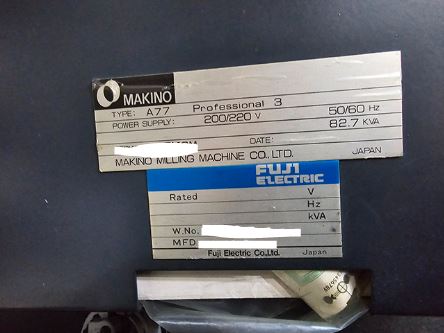 MAKINO
Professional 3
TYPE: A77
50/60 Hz
POWER SUPPLY: 200/220 V
82.7 KVA
DATE:
MAKINO MILLING MACHINE CO., LTD.
JAPAN
FUJI
ELECTRIC
Rated V
Hz
kVA
W.No.
MFD
Fuji Electric Co., Ltd. Japan